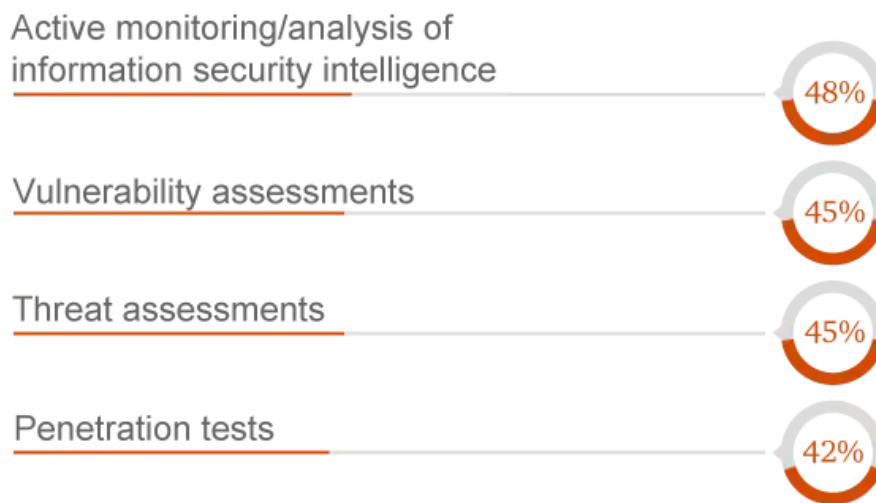 Active monitoring/analysis of
information security intelligence
48%
Vulnerability assessments
45%
Threat assessments
45%
Penetration tests
42%